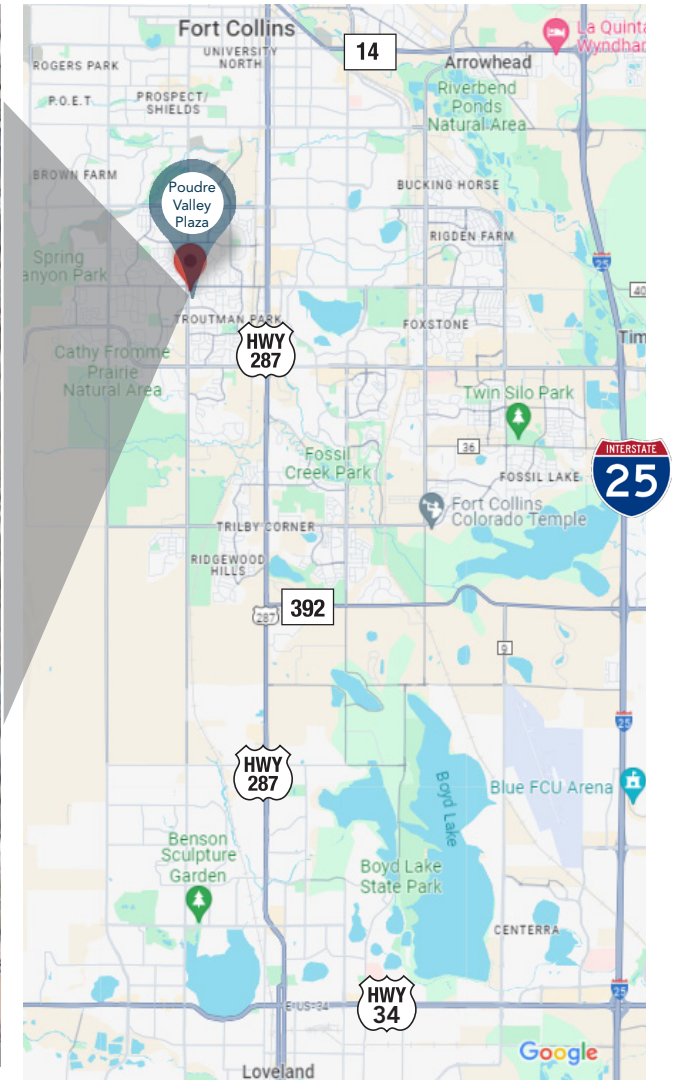 Fort Collins
14
La Quinta
Wyndham
UNIVERSITY
NORTH
ROGERS PARK
Arrowhead
P.O.E.T
PROSPECT/
SHIELDS
Riverbend
Ponds
Natural Area
BROWN FARM
Poudre
Valley
Plaza
BUCKING HORSE
RIGDEN FARM
Spring
anyon Park
25
40
TROUTMAN PARK
FOXSTONE
Tim
HWY
287
Cathy Fromme
Prairie
Natural Area
Twin Silo Park
36
INTERSTATE
25
Fossil
Creek Park
FOSSIL LAKE
Fort Collins
Colorado Temple
TRILBY CORNER
RIDGEWOOD
HILLS
287
392
9
25
HWY
287
Boyd Lake
Blue FCU Arena
Benson
Sculpture
Garden
Boyd Lake
State Park
CENTERRA
25
E US-34
HWY
34
Google
Loveland